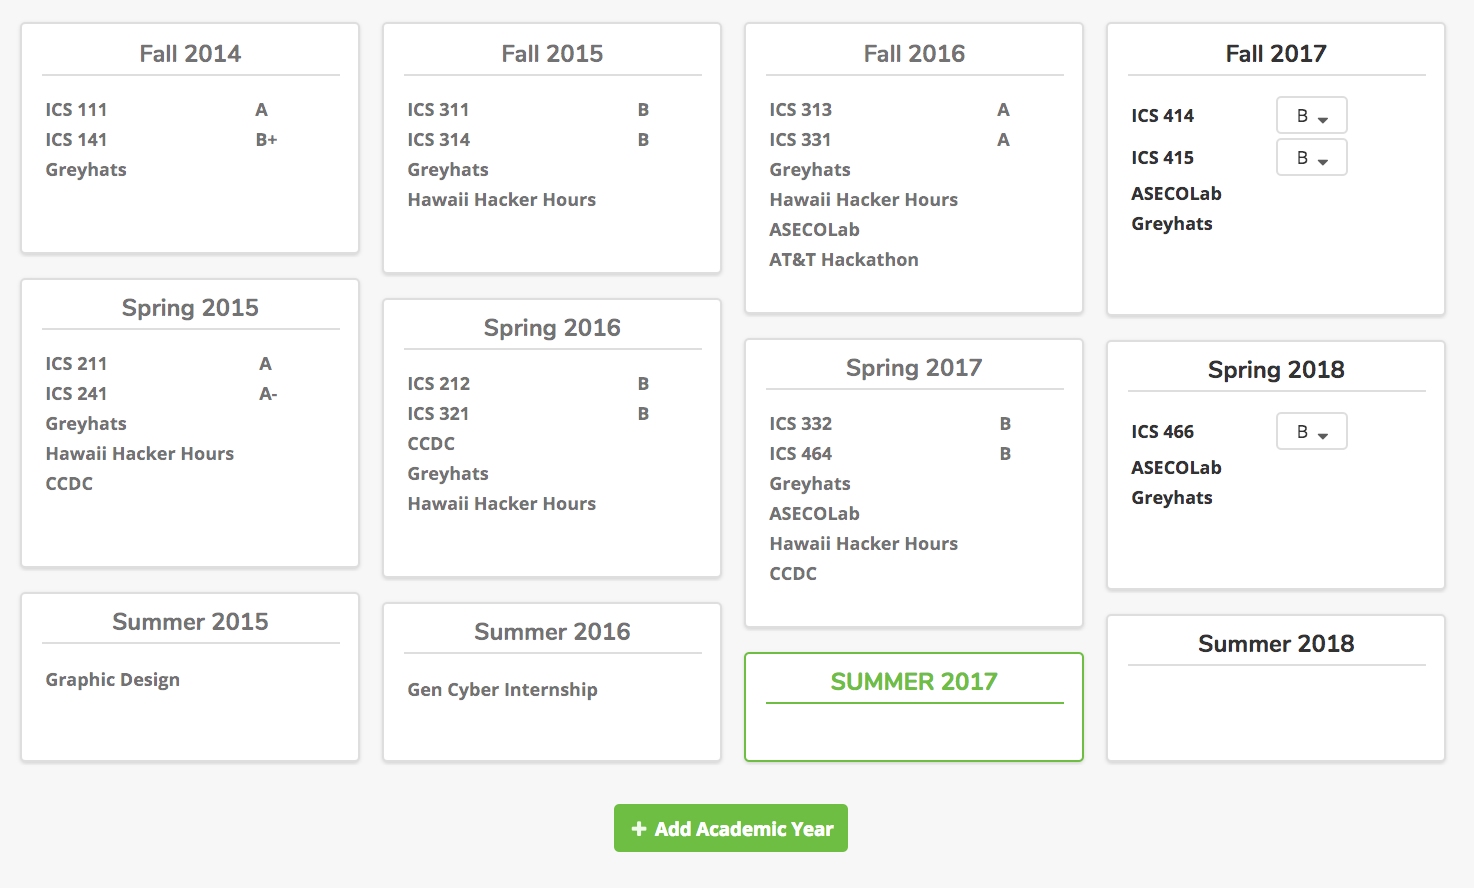 Fall 2014
ICS 111 A
ICS 141 B+
Greyhats
Spring 2015
ICS 211 A
ICS 241 A-
Greyhats
Hawaii Hacker Hours
CCDC
Summer 2015
Graphic Design
Fall 2015
ICS 311 B
ICS 314 B
Greyhats
Hawaii Hacker Hours
Spring 2016
ICS 212 B
ICS 321 B
CCDC
Greyhats
Hawaii Hacker Hours
Summer 2016
Gen Cyber Internship
Fall 2016
ICS 313 A
ICS 331 A
Greyhats
Hawaii Hacker Hours
ASECOLab
AT&T Hackathon
Spring 2017
ICS 332 B
ICS 464 B
Greyhats
ASECOLab
Hawaii Hacker Hours
CCDC
SUMMER 2017
Fall 2017
ICS 414 B
ICS 415 B
ASECOLab
Greyhats
Spring 2018
ICS 466 B
ASECOLab
Greyhats
Summer 2018
+ Add Academic Year